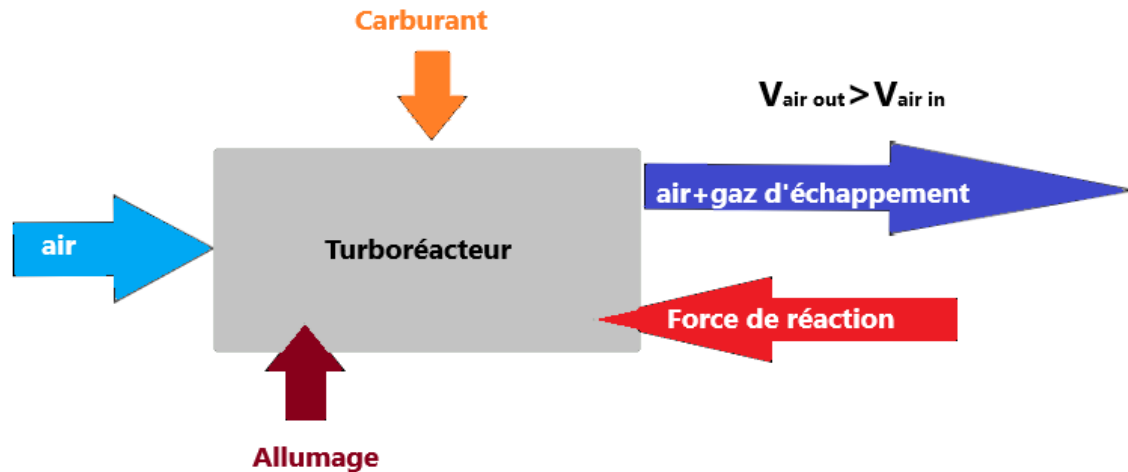 Carburant
Vair out>Vair in
air+gaz d'échappement
air
Turboréacteur
Force de réaction
Allumage